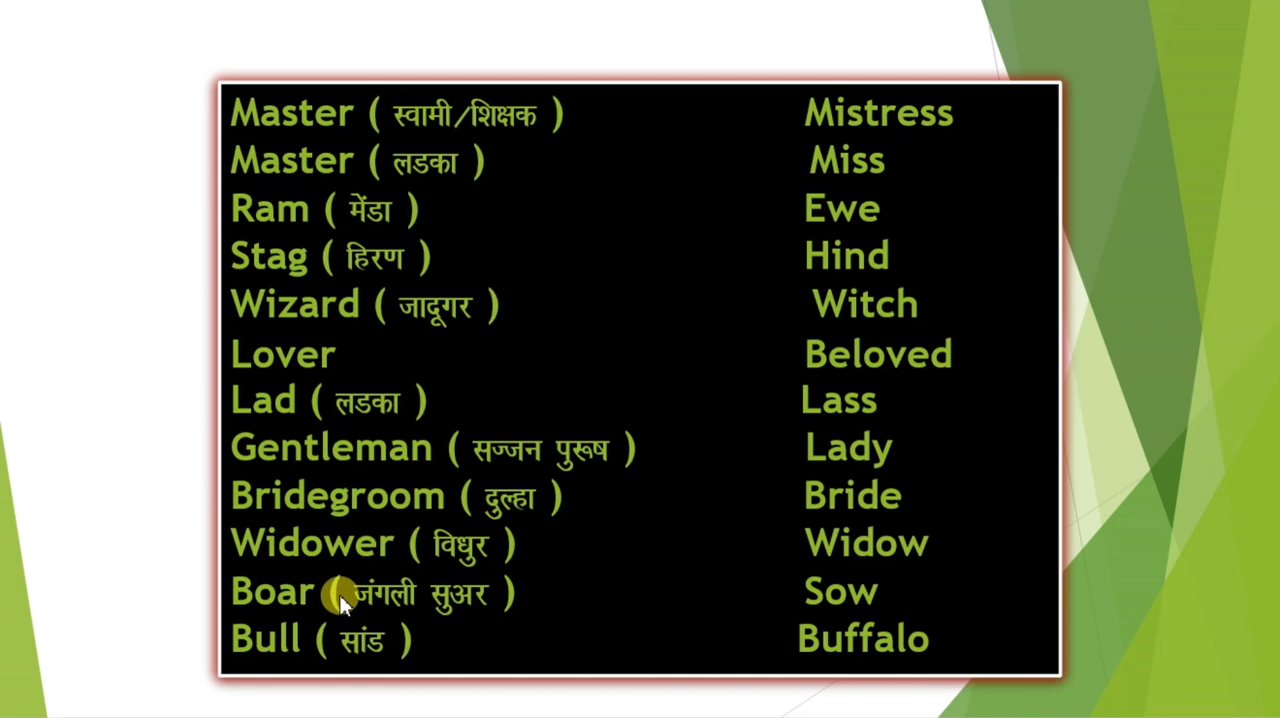 Master ( स्वामी/शिक्षक ) Mistress
Master ( लडका ) Miss
Ram ( मेंडा ) Ewe
Stag ( हिरण ) Hind
Wizard ( जादूगर ) Witch
Lover Beloved
Lad ( लडका ) Lass
Gentleman ( सज्जन पुरूष ) Lady
Bridegroom ( दुल्हा ) Bride
Widower ( विधुर ) Widow
Boar ( जंगली सुअर ) Sow
Bull ( सांड ) Buffalo